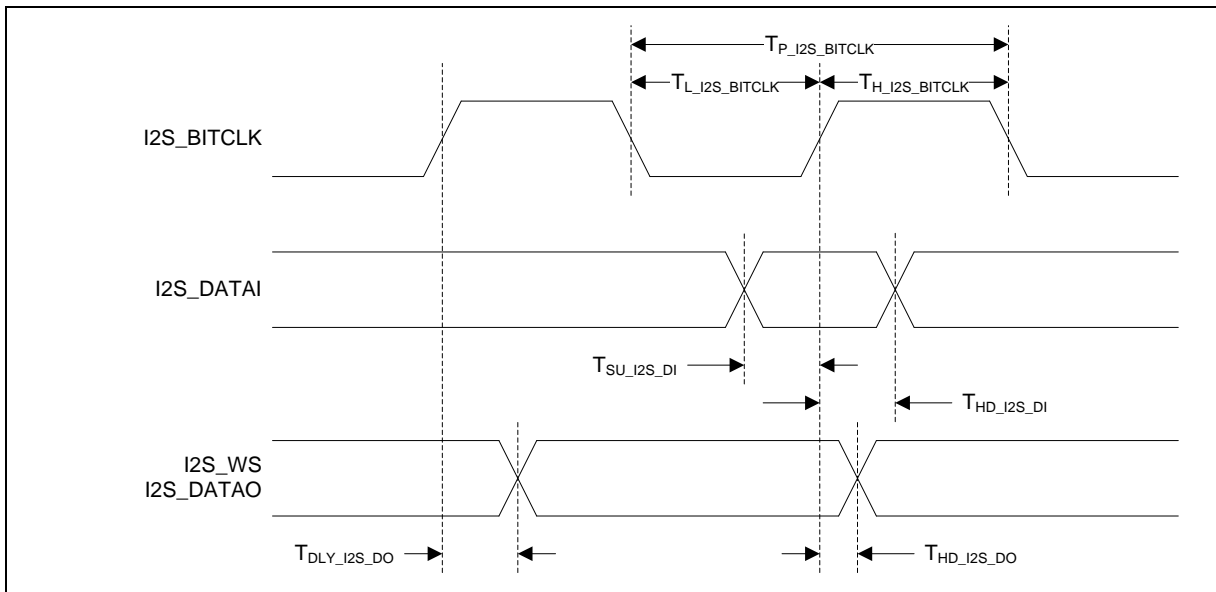 T_P_I2S_BITCLK
T_L_I2S_BITCLK T_H_I2S_BITCLK
I2S_BITCLK
I2S_DATAI
T_SU_I2S_DI
T_HD_I2S_DI
I2S_WS
I2S_DATAO
T_DLY_I2S_DO T_HD_I2S_DO